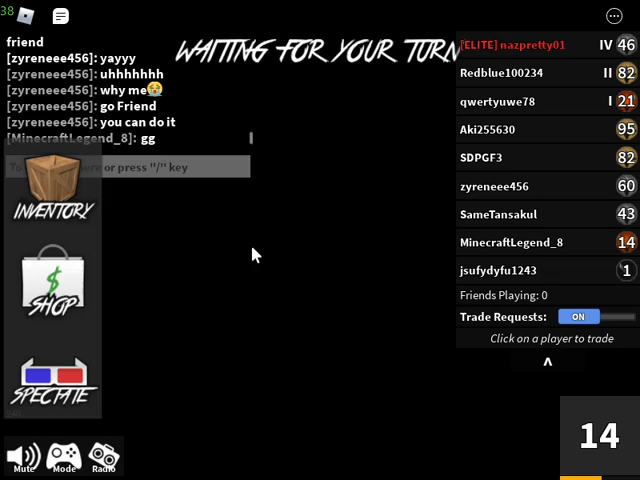 38
friend
[zyreneee456]: yayyy
[zyreneee456]: uhhhhhhh
[zyreneee456]: why me😭
[zyreneee456]: go Friend
[zyreneee456]: you can do it
[MinecraftLegend_8]: gg
or press "/" key
WAITING FOR YOUR TURN
INVENTORY
$
SHOP
SPECTATE
Mute
Mode
Radio
[ELITE] nazpretty01 IV 46
Redblue100234 II 82
qwertyuwe78 I 21
Aki255630 95
SDPGF3 82
zyreneee456 60
SameTansakul 43
MinecraftLegend_8 14
jsufydyfu1243 1
Friends Playing: 0
Trade Requests: ON
Click on a player to trade
14